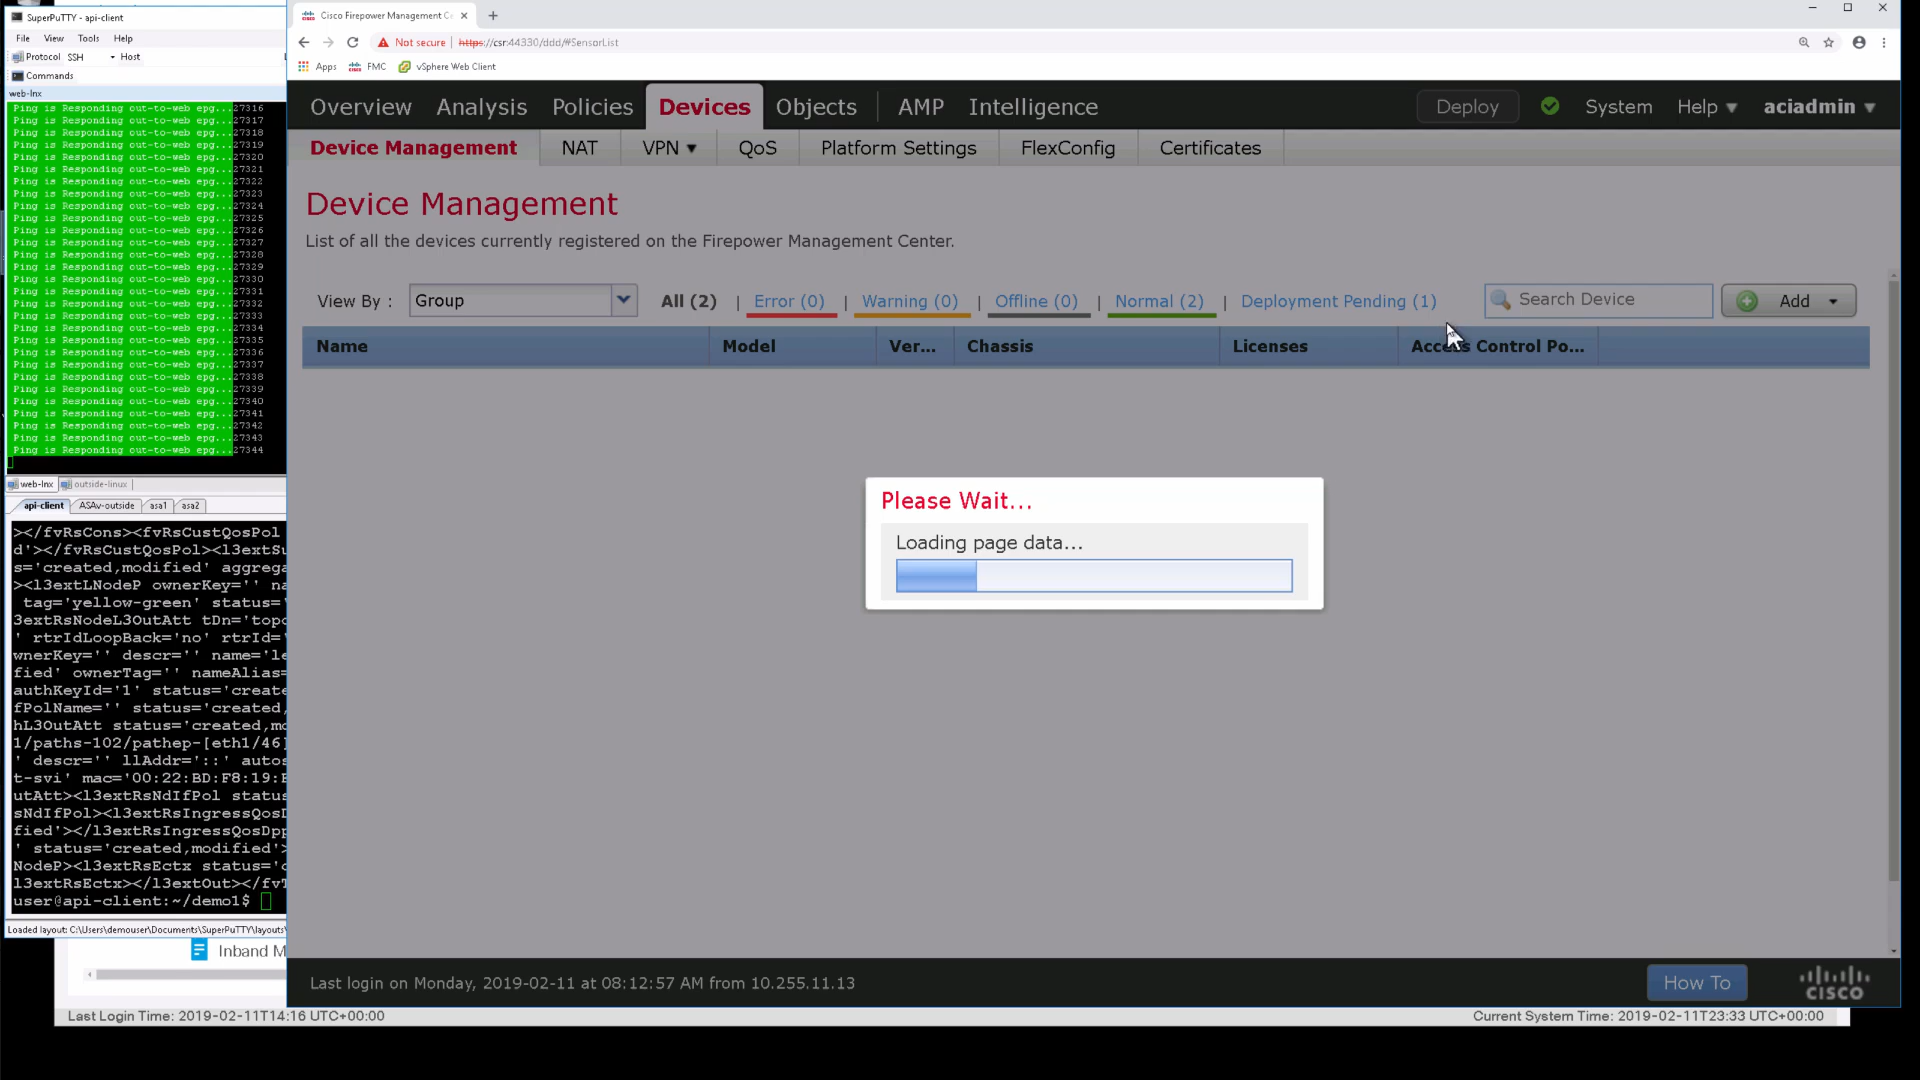 SuperPuTTY - api-client
File View Tools Help
Protocol SSH Host
Commands
web-lnx
Ping is Responding out-to-web epg...27316
Ping is Responding out-to-web epg...27317
Ping is Responding out-to-web epg...27318
Ping is Responding out-to-web epg...27319
Ping is Responding out-to-web epg...27320
Ping is Responding out-to-web epg...27321
Ping is Responding out-to-web epg...27322
Ping is Responding out-to-web epg...27323
Ping is Responding out-to-web epg...27324
Ping is Responding out-to-web epg...27325
Ping is Responding out-to-web epg...27326
Ping is Responding out-to-web epg...27327
Ping is Responding out-to-web epg...27328
Ping is Responding out-to-web epg...27329
Ping is Responding out-to-web epg...27330
Ping is Responding out-to-web epg...27331
Ping is Responding out-to-web epg...27332
Ping is Responding out-to-web epg...27333
Ping is Responding out-to-web epg...27334
Ping is Responding out-to-web epg...27335
Ping is Responding out-to-web epg...27336
Ping is Responding out-to-web epg...27337
Ping is Responding out-to-web epg...27338
Ping is Responding out-to-web epg...27339
Ping is Responding out-to-web epg...27340
Ping is Responding out-to-web epg...27341
Ping is Responding out-to-web epg...27342
Ping is Responding out-to-web epg...27343
Ping is Responding out-to-web epg...27344
web-lnx outside-linux
api-client ASAv-outside asa1 asa2
></fvRsCons><fvRsCustQosPol
d'></fvRsCustQosPol><l3extSu
s='created,modified' aggrega
><l3extLNodeP ownerKey='' na
tag='yellow-green' status='
3extRsNodeL3OutAtt tDn='topo
' rtrIdLoopBack='no' rtrId='
wnerKey='' descr='' name='le
fied' ownerTag='' nameAlias=
authKeyId='1' status='create
fPolName='' status='created,
hL3OutAtt status='created,mo
1/paths-102/pathep-[eth1/46]
' descr='' llAddr='::' autos
t-svi' mac='00:22:BD:F8:19:F
utAtt><l3extRsNdIfPol status
sNdIfPol><l3extRsIngressQosD
fied'></l3extRsIngressQosDpp
' status='created,modified'>
NodeP><l3extRsEctx status='c
l3extRsEctx></l3extOut></fvT
user@api-client:~/demo1$
Loaded layout: C:\Users\demouser\Documents\SuperPuTTY\layouts\
Inband M
Cisco Firepower Management C
Not secure | https://csr:44330/ddd/#SensorList
Apps FMC vSphere Web Client
Overview Analysis Policies Devices Objects AMP Intelligence Deploy System Help aciadmin
Device Management NAT VPN QoS Platform Settings FlexConfig Certificates
Device Management
List of all the devices currently registered on the Firepower Management Center.
View By : Group All (2) | Error (0) | Warning (0) | Offline (0) | Normal (2) | Deployment Pending (1) Search Device Add
Name Model Ver... Chassis Licenses Access Control Po...
Please Wait...
Loading page data...
Last login on Monday, 2019-02-11 at 08:12:57 AM from 10.255.11.13 How To
CISCO
Last Login Time: 2019-02-11T14:16 UTC+00:00 Current System Time: 2019-02-11T23:33 UTC+00:00